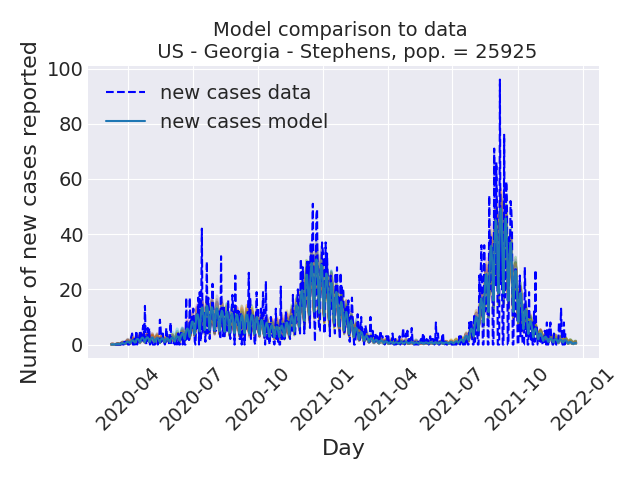 Model comparison to data
US - Georgia - Stephens, pop. = 25925
Number of new cases reported
100
80
60
40
20
0
new cases data
new cases model
2020-04
2020-07
2020-10
2021-01
2021-04
2021-07
2021-10
2022-01
Day